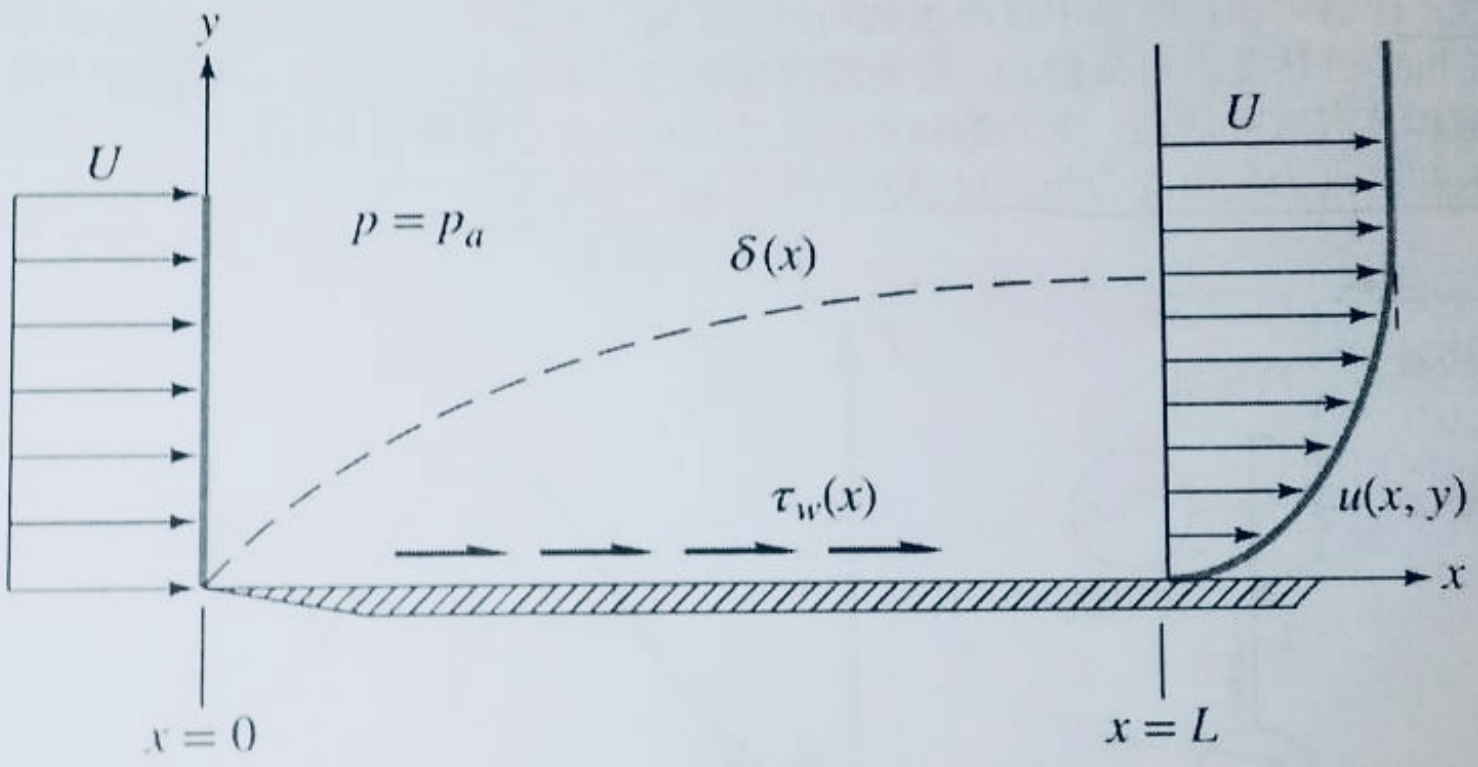 y
U
U
p = p_a
δ(x)
τ_w(x)
u(x, y)
x
x = 0
x = L